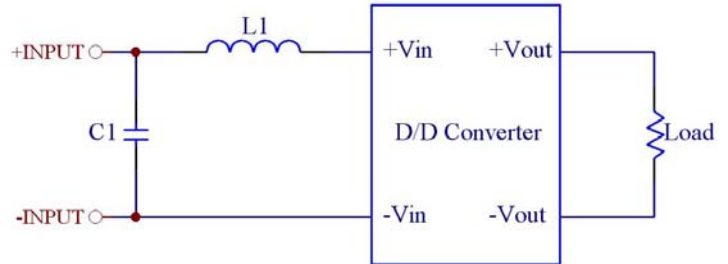 L1
+INPUT
+Vin
+Vout
C1
D/D Converter
Load
-INPUT
-Vin
-Vout